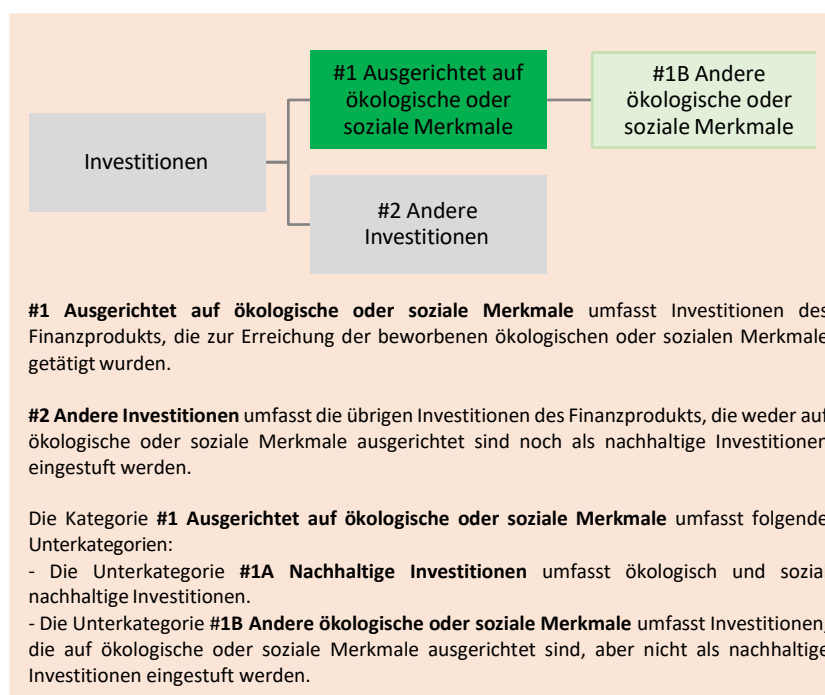 #1 Ausgerichtet auf
ökologische oder
soziale Merkmale
#1B Andere
ökologische oder
soziale Merkmale
Investitionen
#2 Andere
Investitionen
#1 Ausgerichtet auf ökologische oder soziale Merkmale umfasst Investitionen des
Finanzprodukts, die zur Erreichung der beworbenen ökologischen oder sozialen Merkmale
getätigt wurden.
#2 Andere Investitionen umfasst die übrigen Investitionen des Finanzprodukts, die weder auf
ökologische oder soziale Merkmale ausgerichtet sind noch als nachhaltige Investitionen
eingestuft werden.
Die Kategorie #1 Ausgerichtet auf ökologische oder soziale Merkmale umfasst folgende
Unterkategorien:
- Die Unterkategorie #1A Nachhaltige Investitionen umfasst ökologisch und sozia
nachhaltige Investitionen.
- Die Unterkategorie #1B Andere ökologische oder soziale Merkmale umfasst Investitionen,
die auf ökologische oder soziale Merkmale ausgerichtet sind, aber nicht als nachhaltige
Investitionen eingestuft werden.